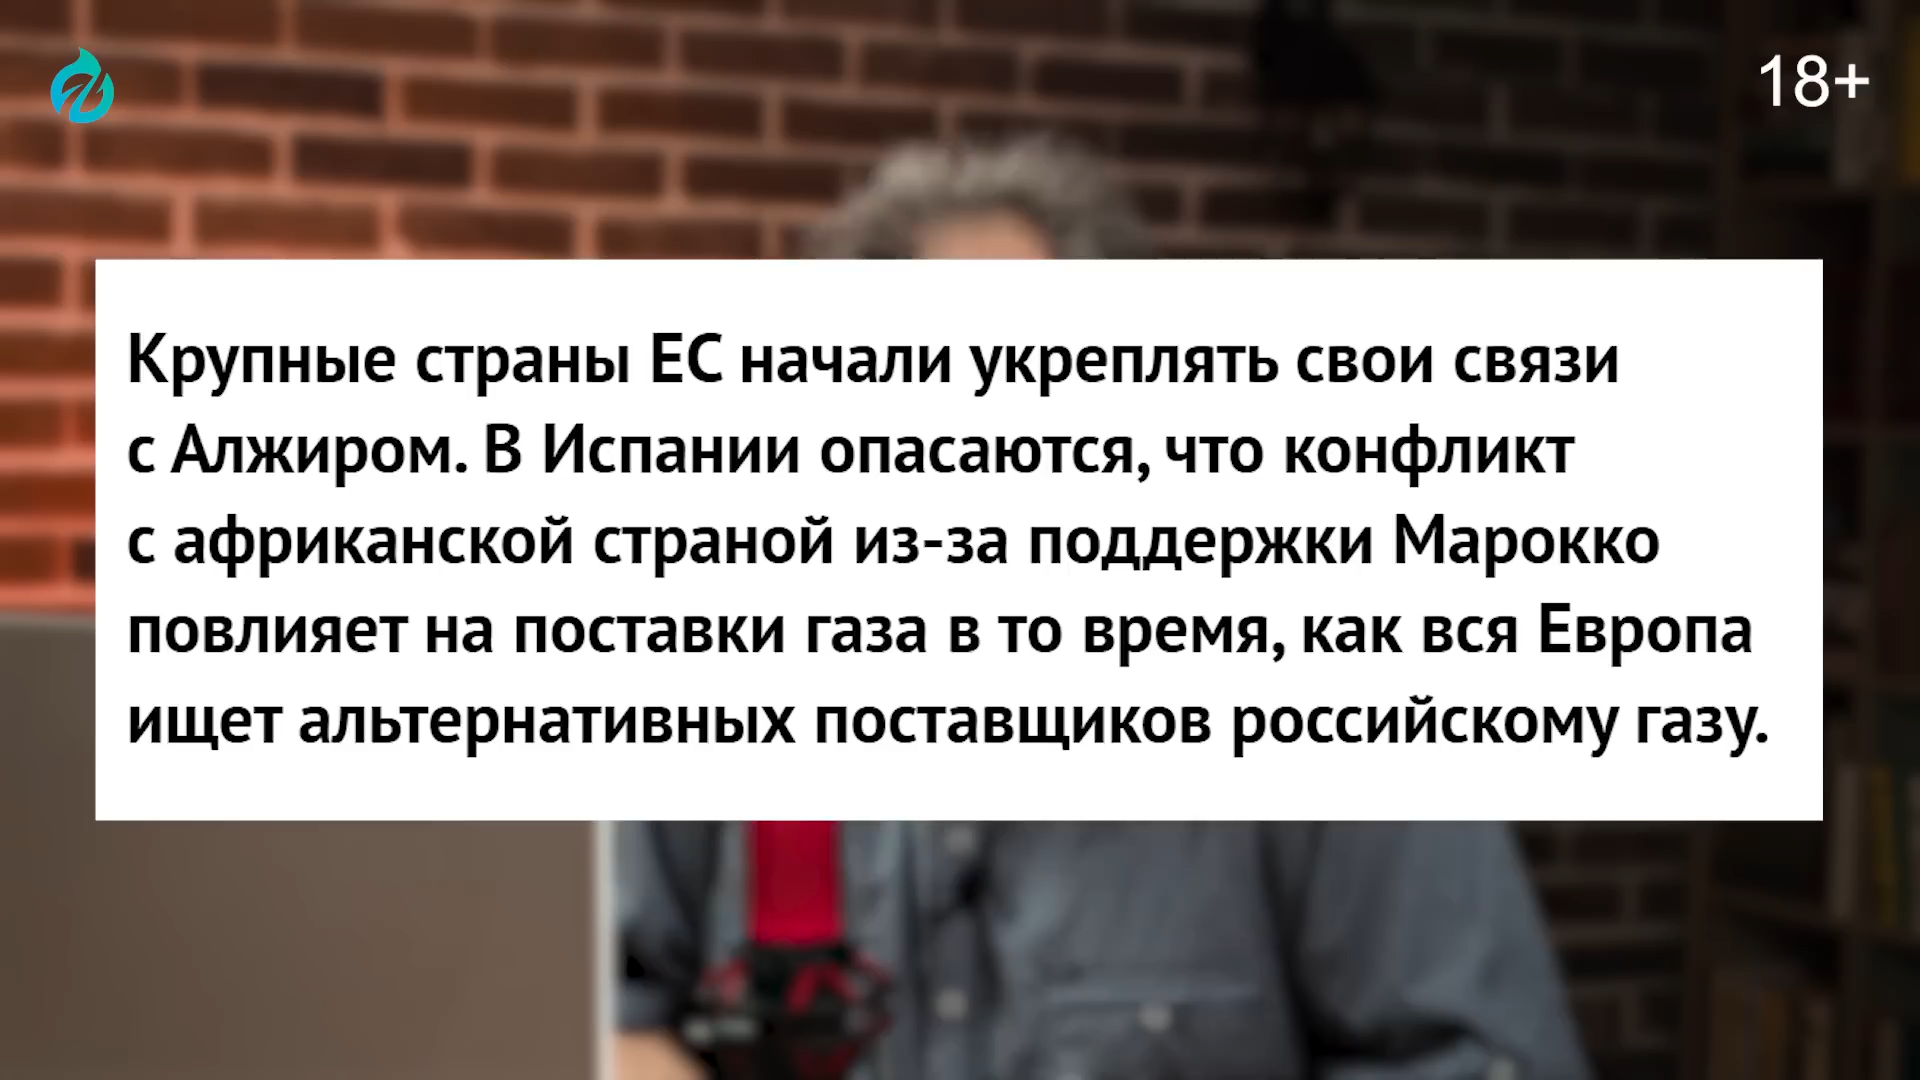 18+
Крупные страны ЕС начали укреплять свои связи
с Алжиром. В Испании опасаются, что конфликт
с африканской страной из-за поддержки Марокко
повлияет на поставки газа в то время, как вся Европа
ищет альтернативных поставщиков российскому газу.